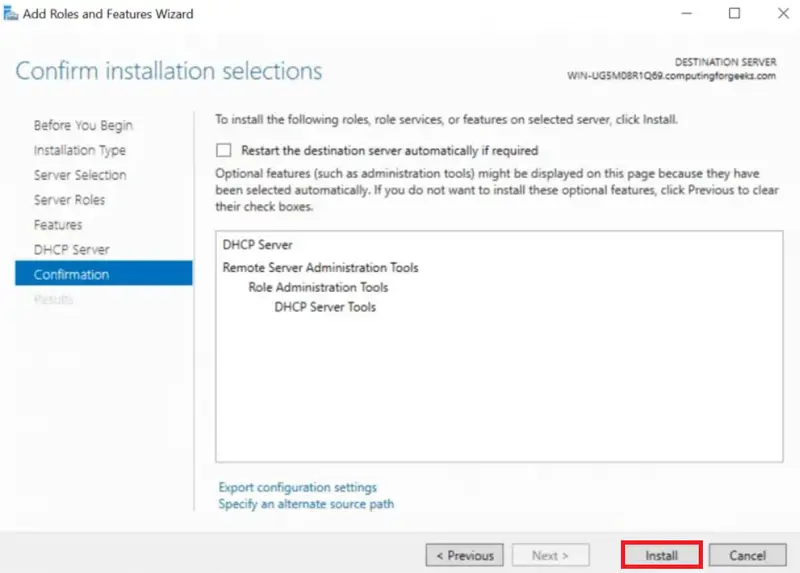 Add Roles and Features Wizard
Confirm installation selections
DESTINATION SERVER
WIN-UG5M08R1Q69.computingforgeeks.com
Before You Begin
Installation Type
Server Selection
Server Roles
Features
DHCP Server
Confirmation
Results
To install the following roles, role services, or features on selected server, click Install.
Restart the destination server automatically if required
Optional features (such as administration tools) might be displayed on this page because they have
been selected automatically. If you do not want to install these optional features, click Previous to clear
their check boxes.
DHCP Server
Remote Server Administration Tools
Role Administration Tools
DHCP Server Tools
Export configuration settings
Specify an alternate source path
< Previous
Next >
Install
Cancel